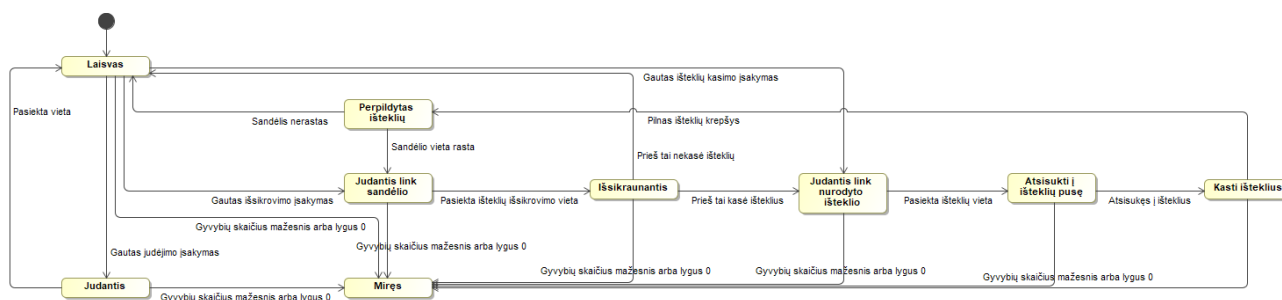 Laisvas
Gautas išteklių kasimo įsakymas
Pasiekta vieta
Perpildytas
išteklių
Sandėlis nerastas
Pilnas išteklių krepšys
Sandėlio vieta rasta
Prieš tai nekasė išteklių
Judantis link
sandėlio
Išsikraunantis
Judantis link
nurodyto
ištekl­io
Atsisukti į
išteklių pusę
Kasti išteklius
Gautas išsikrovimo įsakymas
Pasiekta išteklių išsikrovimo vieta
Prieš tai kasė išteklius
Pasiekta išteklių vieta
Atsisukęs į išteklius
Gyvybių skaičius mažesnis arba lygus 0
Gyvybių skaičius mažesnis arba lygus 0
Gautas judėjimo įsakymas
Gyvybių skaičius mažesnis arba lygus 0
Gyvybių skaičius mažesnis arba lygus 0
Gyvybių skaičius mažesnis arba lygus 0
Judantis
Miręs
Gyvybių skaičius mažesnis arba lygus 0